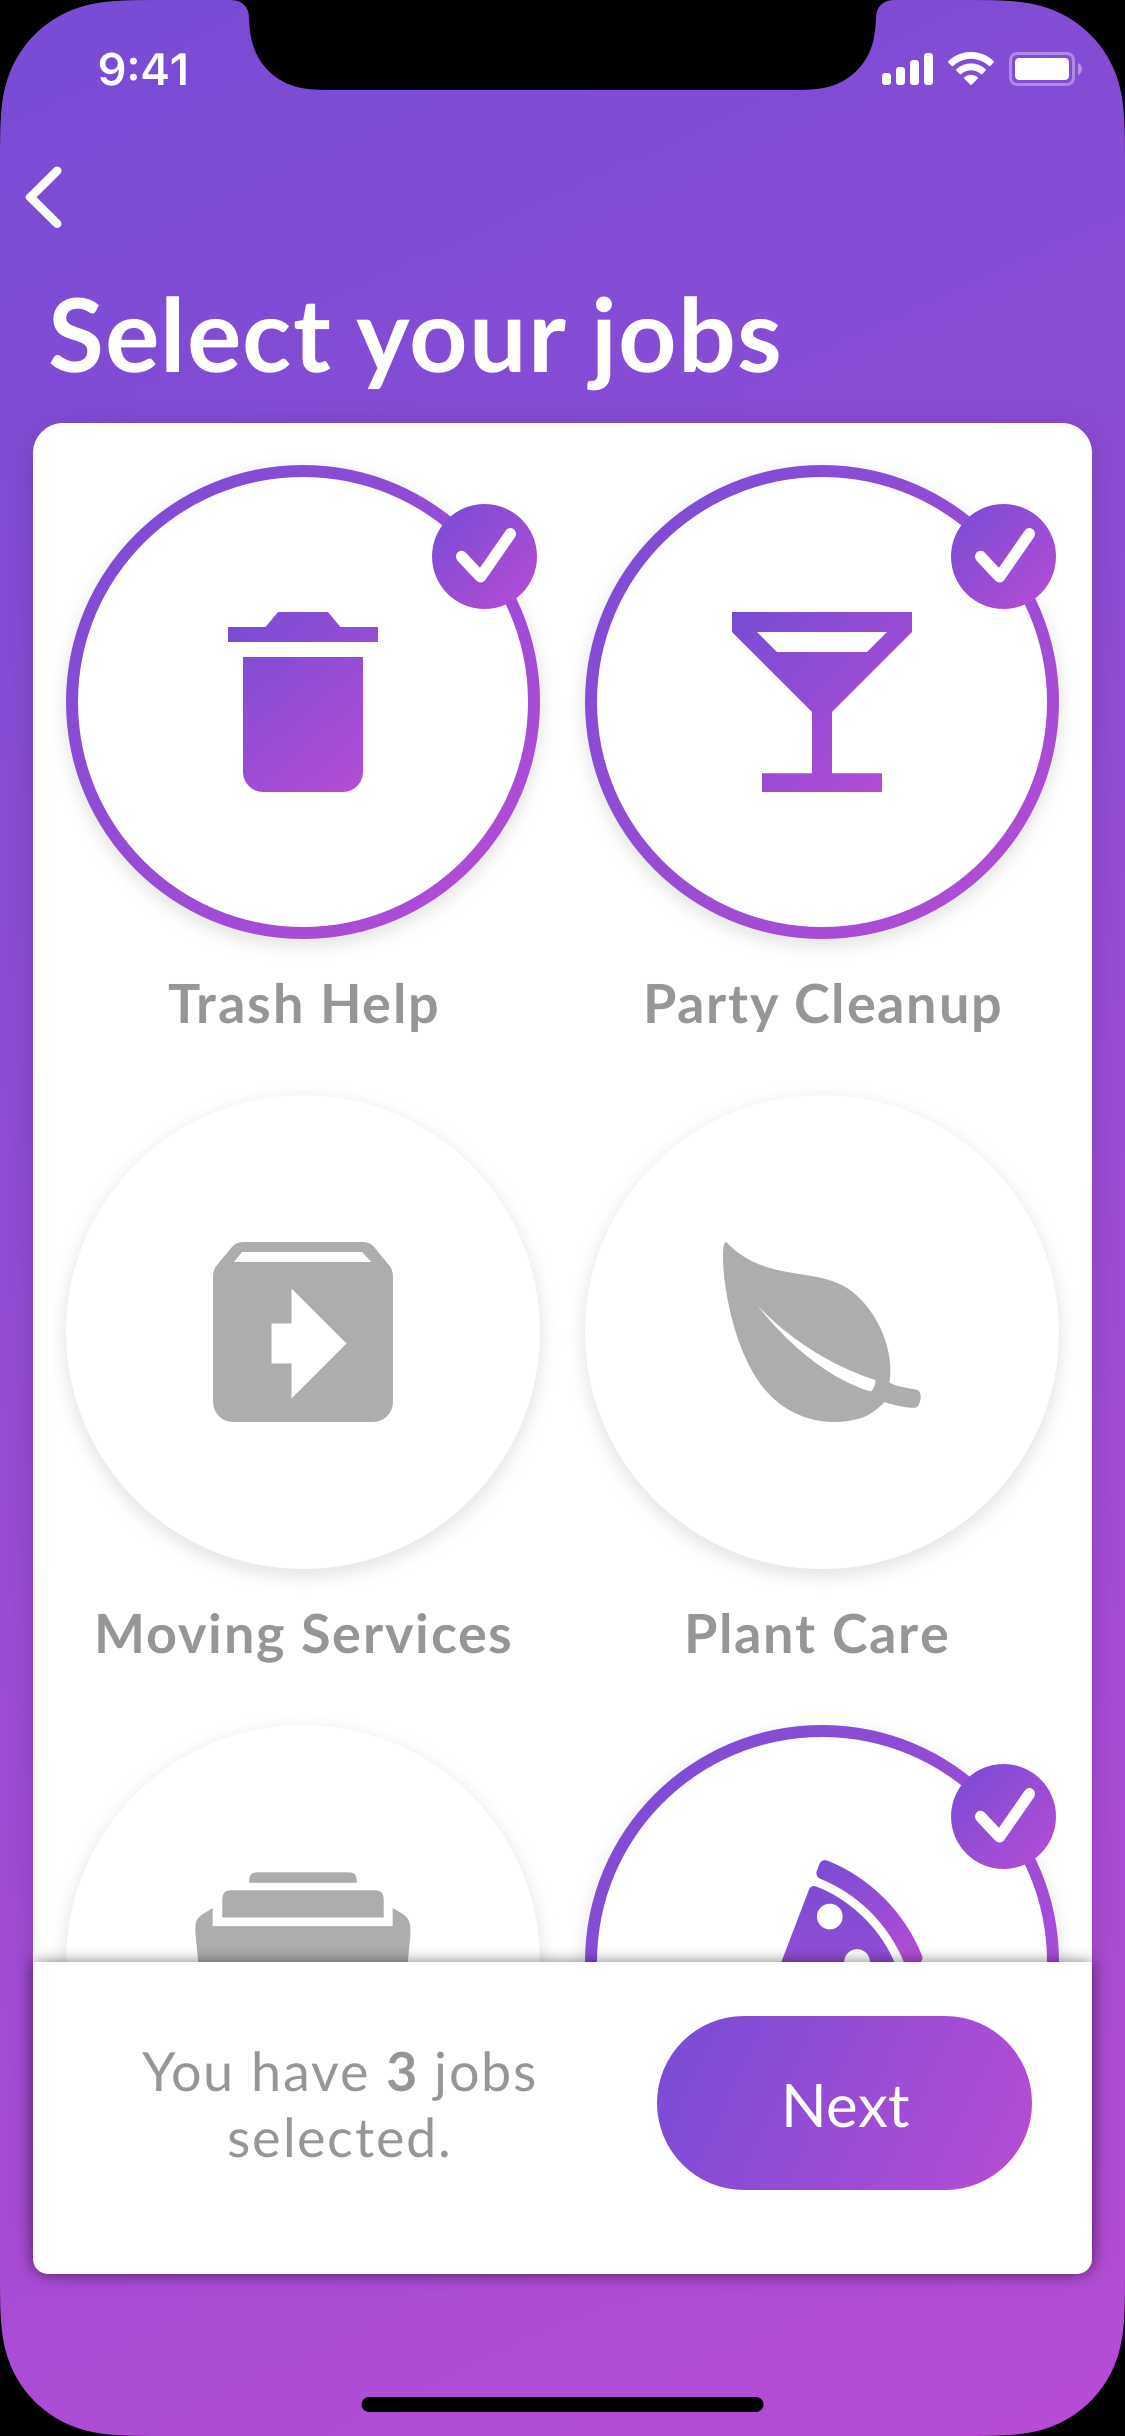 9:41
Select your jobs
Trash Help
Party Cleanup
Moving Services
Plant Care
You have 3 jobs
selected.
Next